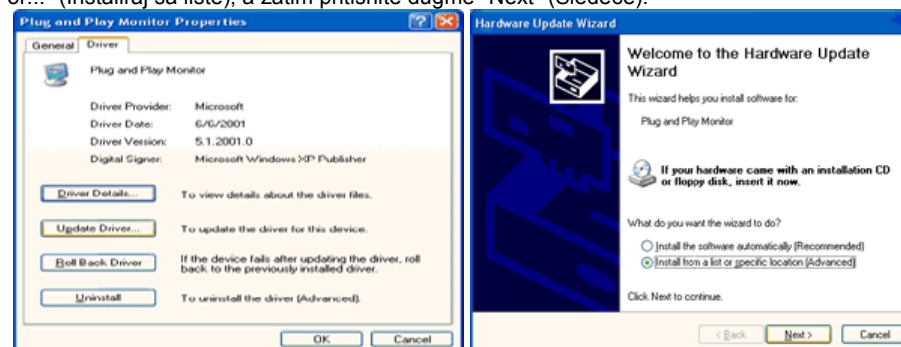 or..." (Instaliraj sa liste), a zatim pritisnite dugme "Next" (Sledeće).
Plug and Play Monitor Properties
General Driver
Plug and Play Monitor
Driver Provider: Microsoft
Driver Date: 6/6/2001
Driver Version: 5.1.2001.0
Digital Signer: Microsoft Windows XP Publisher
Driver Details... To view details about the driver files.
Update Driver... To update the driver for this device.
Roll Back Driver If the device fails after updating the driver, roll
back to the previously installed driver.
Uninstall To uninstall the driver (Advanced).
OK Cancel
Hardware Update Wizard
Welcome to the Hardware Update
Wizard
This wizard helps you install software for:
Plug and Play Monitor
If your hardware came with an installation CD
or floppy disk, insert it now.
What do you want the wizard to do?
Install the software automatically (Recommended)
Install from a list or specific location (Advanced)
Click Next to continue.
< Back Next > Cancel